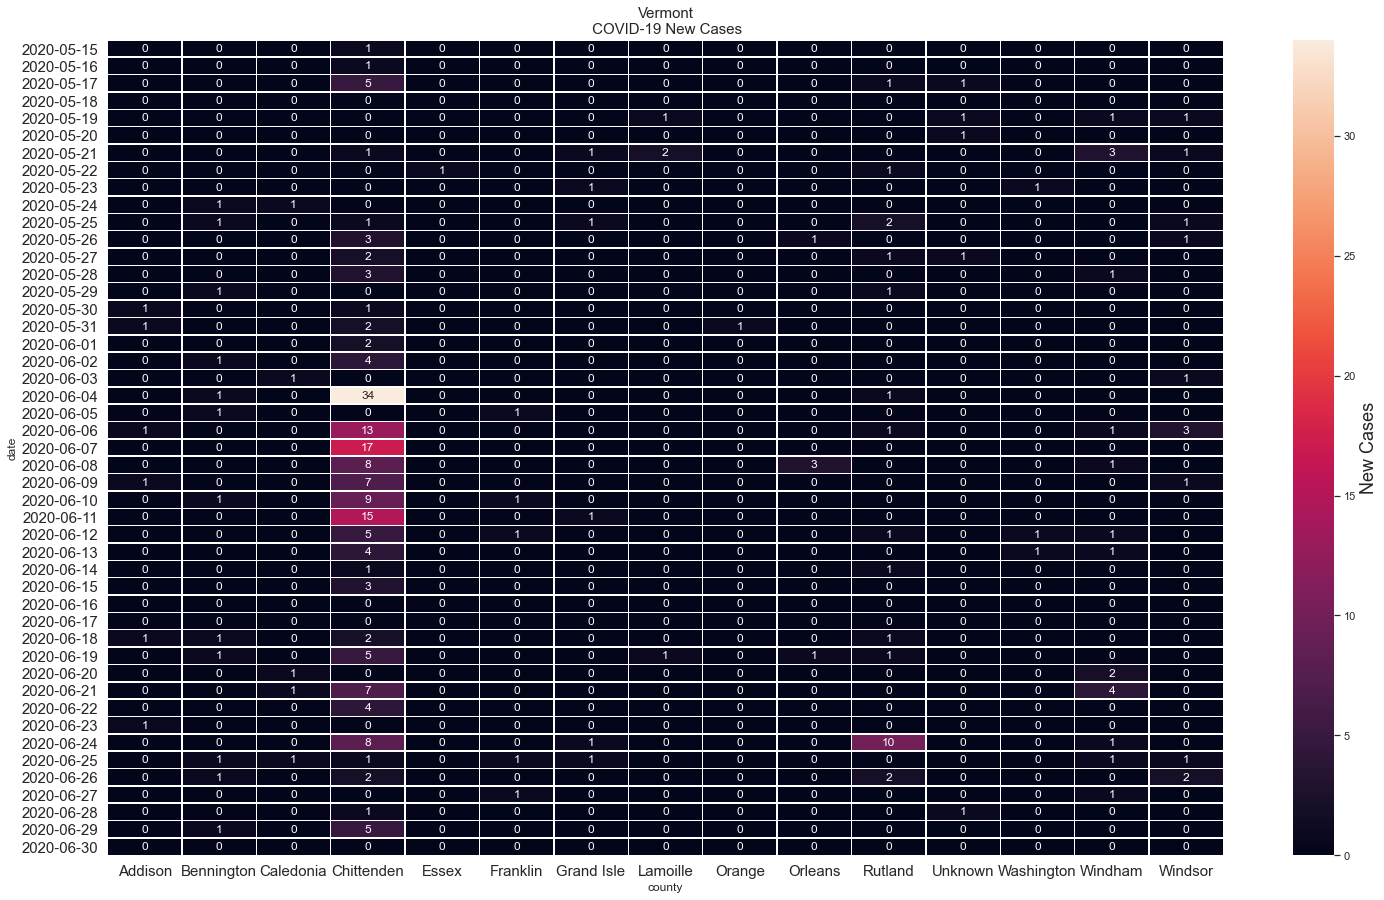 Vermont
COVID-19 New Cases
2020-05-15 0 0 0 1 0 0 0 0 0 0 0 0 0 0 0
2020-05-16 0 0 0 1 0 0 0 0 0 0 0 0 0 0 0
2020-05-17 0 0 0 5 0 0 0 0 0 0 1 1 0 0 0
2020-05-18 0 0 0 0 0 0 0 0 0 0 0 0 0 0 0
2020-05-19 0 0 0 0 0 0 0 1 0 0 0 1 0 1 1
2020-05-20 0 0 0 0 0 0 0 0 0 0 0 1 0 0 0
2020-05-21 0 0 0 1 0 0 1 2 0 0 0 0 0 3 1
2020-05-22 0 0 0 0 1 0 0 0 0 0 1 0 0 0 0
2020-05-23 0 0 0 0 0 0 1 0 0 0 0 0 1 0 0
2020-05-24 0 1 1 0 0 0 0 0 0 0 0 0 0 0 0
2020-05-25 0 1 0 1 0 0 1 0 0 0 2 0 0 0 1
2020-05-26 0 0 0 3 0 0 0 0 0 1 0 0 0 0 1
2020-05-27 0 0 0 2 0 0 0 0 0 0 1 1 0 0 0
2020-05-28 0 0 0 3 0 0 0 0 0 0 0 0 0 1 0
2020-05-29 0 1 0 0 0 0 0 0 0 0 1 0 0 0 0
2020-05-30 1 0 0 1 0 0 0 0 0 0 0 0 0 0 0
2020-05-31 1 0 0 2 0 0 0 0 1 0 0 0 0 0 0
2020-06-01 0 0 0 2 0 0 0 0 0 0 0 0 0 0 0
2020-06-02 0 1 0 4 0 0 0 0 0 0 0 0 0 0 0
2020-06-03 0 0 1 0 0 0 0 0 0 0 0 0 0 0 1
2020-06-04 0 1 0 34 0 0 0 0 0 0 1 0 0 0 0
2020-06-05 0 1 0 0 0 1 0 0 0 0 0 0 0 0 0
2020-06-06 1 0 0 13 0 0 0 0 0 0 1 0 0 1 3
2020-06-07 0 0 0 17 0 0 0 0 0 0 0 0 0 0 0
2020-06-08 0 0 0 8 0 0 0 0 0 3 0 0 0 1 0
2020-06-09 1 0 0 7 0 0 0 0 0 0 0 0 0 0 1
2020-06-10 0 1 0 9 0 1 0 0 0 0 0 0 0 0 0
2020-06-11 0 0 0 15 0 0 1 0 0 0 0 0 0 0 0
2020-06-12 0 0 0 5 0 1 0 0 0 0 1 0 1 1 0
2020-06-13 0 0 0 4 0 0 0 0 0 0 0 0 1 1 0
2020-06-14 0 0 0 1 0 0 0 0 0 0 1 0 0 0 0
2020-06-15 0 0 0 3 0 0 0 0 0 0 0 0 0 0 0
2020-06-16 0 0 0 0 0 0 0 0 0 0 0 0 0 0 0
2020-06-17 0 0 0 0 0 0 0 0 0 0 0 0 0 0 0
2020-06-18 1 1 0 2 0 0 0 0 0 0 1 0 0 0 0
2020-06-19 0 1 0 5 0 0 0 1 0 1 1 0 0 0 0
2020-06-20 0 0 1 0 0 0 0 0 0 0 0 0 0 2 0
2020-06-21 0 0 1 7 0 0 0 0 0 0 0 0 0 4 0
2020-06-22 0 0 0 4 0 0 0 0 0 0 0 0 0 0 0
2020-06-23 1 0 0 0 0 0 0 0 0 0 0 0 0 0 0
2020-06-24 0 0 0 8 0 0 1 0 0 0 10 0 0 1 0
2020-06-25 0 1 1 1 0 1 1 0 0 0 0 0 0 1 1
2020-06-26 0 1 0 2 0 0 0 0 0 0 2 0 0 0 2
2020-06-27 0 0 0 0 0 1 0 0 0 0 0 0 0 1 0
2020-06-28 0 0 0 1 0 0 0 0 0 0 0 1 0 0 0
2020-06-29 0 1 0 5 0 0 0 0 0 0 0 0 0 0 0
2020-06-30 0 0 0 0 0 0 0 0 0 0 0 0 0 0 0
Addison Bennington Caledonia Chittenden Essex Franklin Grand Isle Lamoille Orange Orleans Rutland Unknown Washington Windham Windsor
county
date
30
25
20
15
10
5
0
New Cases